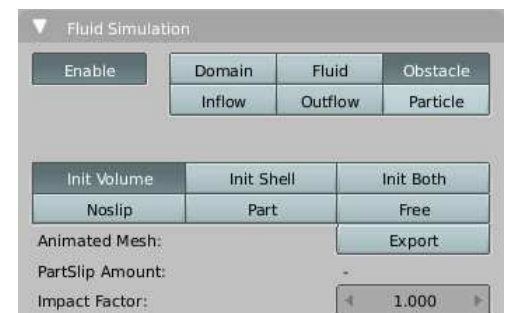 Fluid Simulation
Enable Domain Fluid Obstacle
Inflow Outflow Particle
Init Volume Init Shell Init Both
Noslip Part Free
Animated Mesh: Export
PartSlip Amount: -
Impact Factor: 1.000